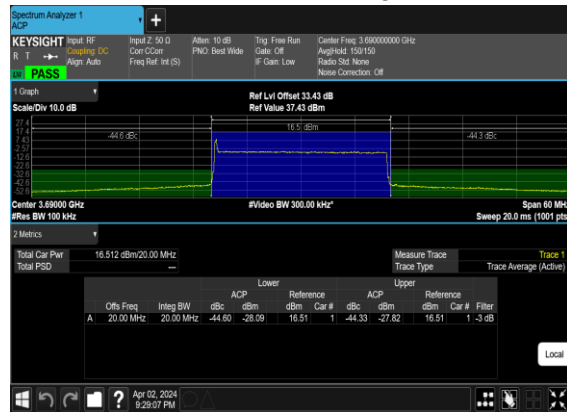 Spectrum Analyzer 1
ACP
+
KEYSIGHT Input: RF Input Z: 50 Ω Atten: 10 dB Trig: Free Run Center Freq: 3.690000000 GHz
R T Coupling: DC Corr CCorr PNO: Best Wide Gate: Off Avg|Hold: 150/150
Align: Auto Freq Ref: Int (S) IF Gain: Low Radio Std: None
LXI PASS Noise Correction: Off
1 Graph Ref Lvl Offset 33.43 dB
Scale/Div 10.0 dB Ref Value 37.43 dBm
27.4
17.4 16.5 dBm
7.43 -44.6 dBc -44.3 dBc
-2.57
-12.6
-22.6
-32.6
-42.6
-52.6
Center 3.69000 GHz #Video BW 300.00 kHz* Span 60 MHz
#Res BW 100 kHz Sweep 20.0 ms (1001 pts
2 Metrics
Total Car Pwr 16.512 dBm/20.00 MHz Measure Trace Trace 1
Total PSD --- Trace Type Trace Average (Active)
Lower Upper
ACP Reference ACP Reference
Offs Freq Integ BW dBc dBm dBm Car # dBc dBm dBm Car # Filter
A 20.00 MHz 20.00 MHz -44.60 -28.09 16.51 1 -44.33 -27.82 16.51 1 -3 dB
Local
? Apr 02, 2024
9:29:07 PM